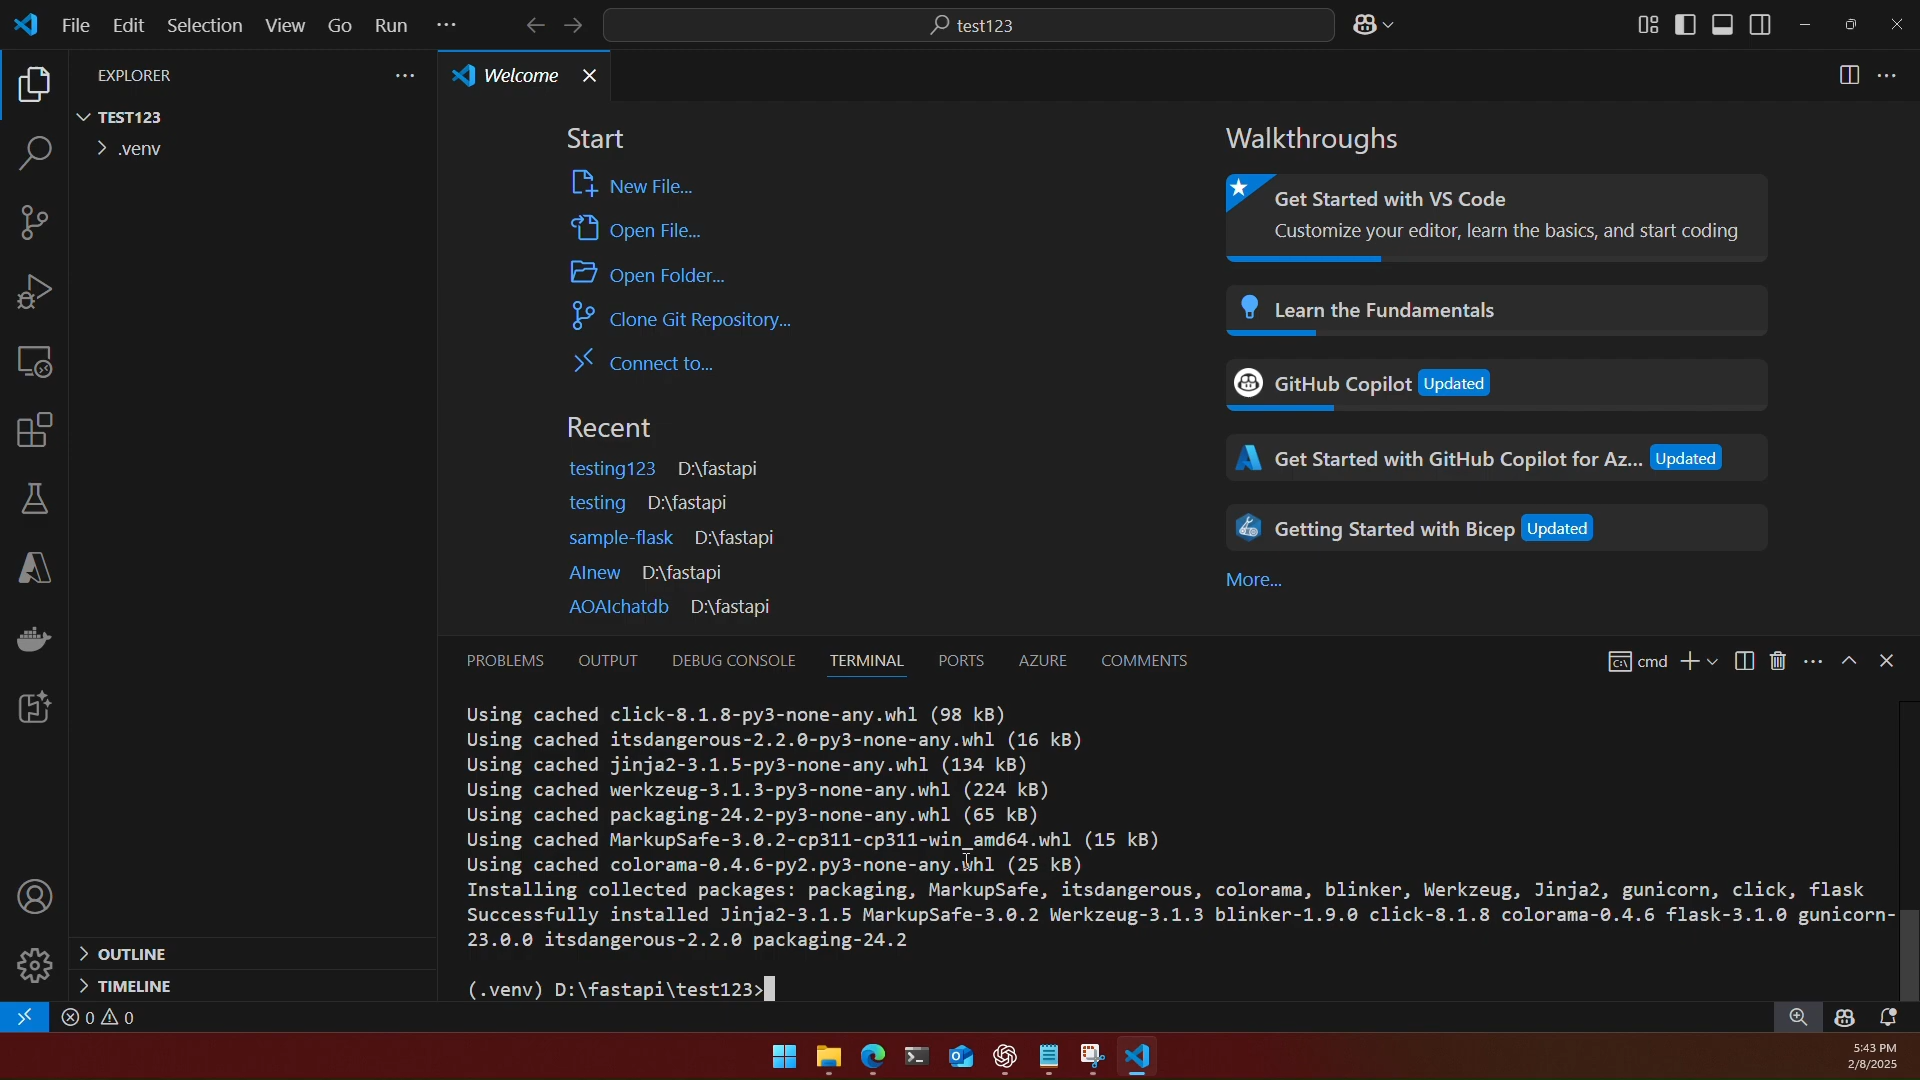 File Edit Selection View Go Run ...
test123
EXPLORER ...
TEST123
.venv
OUTLINE
TIMELINE
Welcome
Start
New File...
Open File...
Open Folder...
Clone Git Repository...
Connect to...
Recent
testing123 D:\fastapi
testing D:\fastapi
sample-flask D:\fastapi
AInew D:\fastapi
AOAIchatdb D:\fastapi
Walkthroughs
Get Started with VS Code
Customize your editor, learn the basics, and start coding
Learn the Fundamentals
GitHub Copilot Updated
Get Started with GitHub Copilot for Az... Updated
Getting Started with Bicep Updated
More...
PROBLEMS OUTPUT DEBUG CONSOLE TERMINAL PORTS AZURE COMMENTS
cmd
Using cached click-8.1.8-py3-none-any.whl (98 kB)
Using cached itsdangerous-2.2.0-py3-none-any.whl (16 kB)
Using cached jinja2-3.1.5-py3-none-any.whl (134 kB)
Using cached werkzeug-3.1.3-py3-none-any.whl (224 kB)
Using cached packaging-24.2-py3-none-any.whl (65 kB)
Using cached MarkupSafe-3.0.2-cp311-cp311-win_amd64.whl (15 kB)
Using cached colorama-0.4.6-py2.py3-none-any.whl (25 kB)
Installing collected packages: packaging, MarkupSafe, itsdangerous, colorama, blinker, Werkzeug, Jinja2, gunicorn, click, flask
Successfully installed Jinja2-3.1.5 MarkupSafe-3.0.2 Werkzeug-3.1.3 blinker-1.9.0 click-8.1.8 colorama-0.4.6 flask-3.1.0 gunicorn-
23.0.0 itsdangerous-2.2.0 packaging-24.2
(.venv) D:\fastapi\test123>
0 0
5:43 PM
2/8/2025